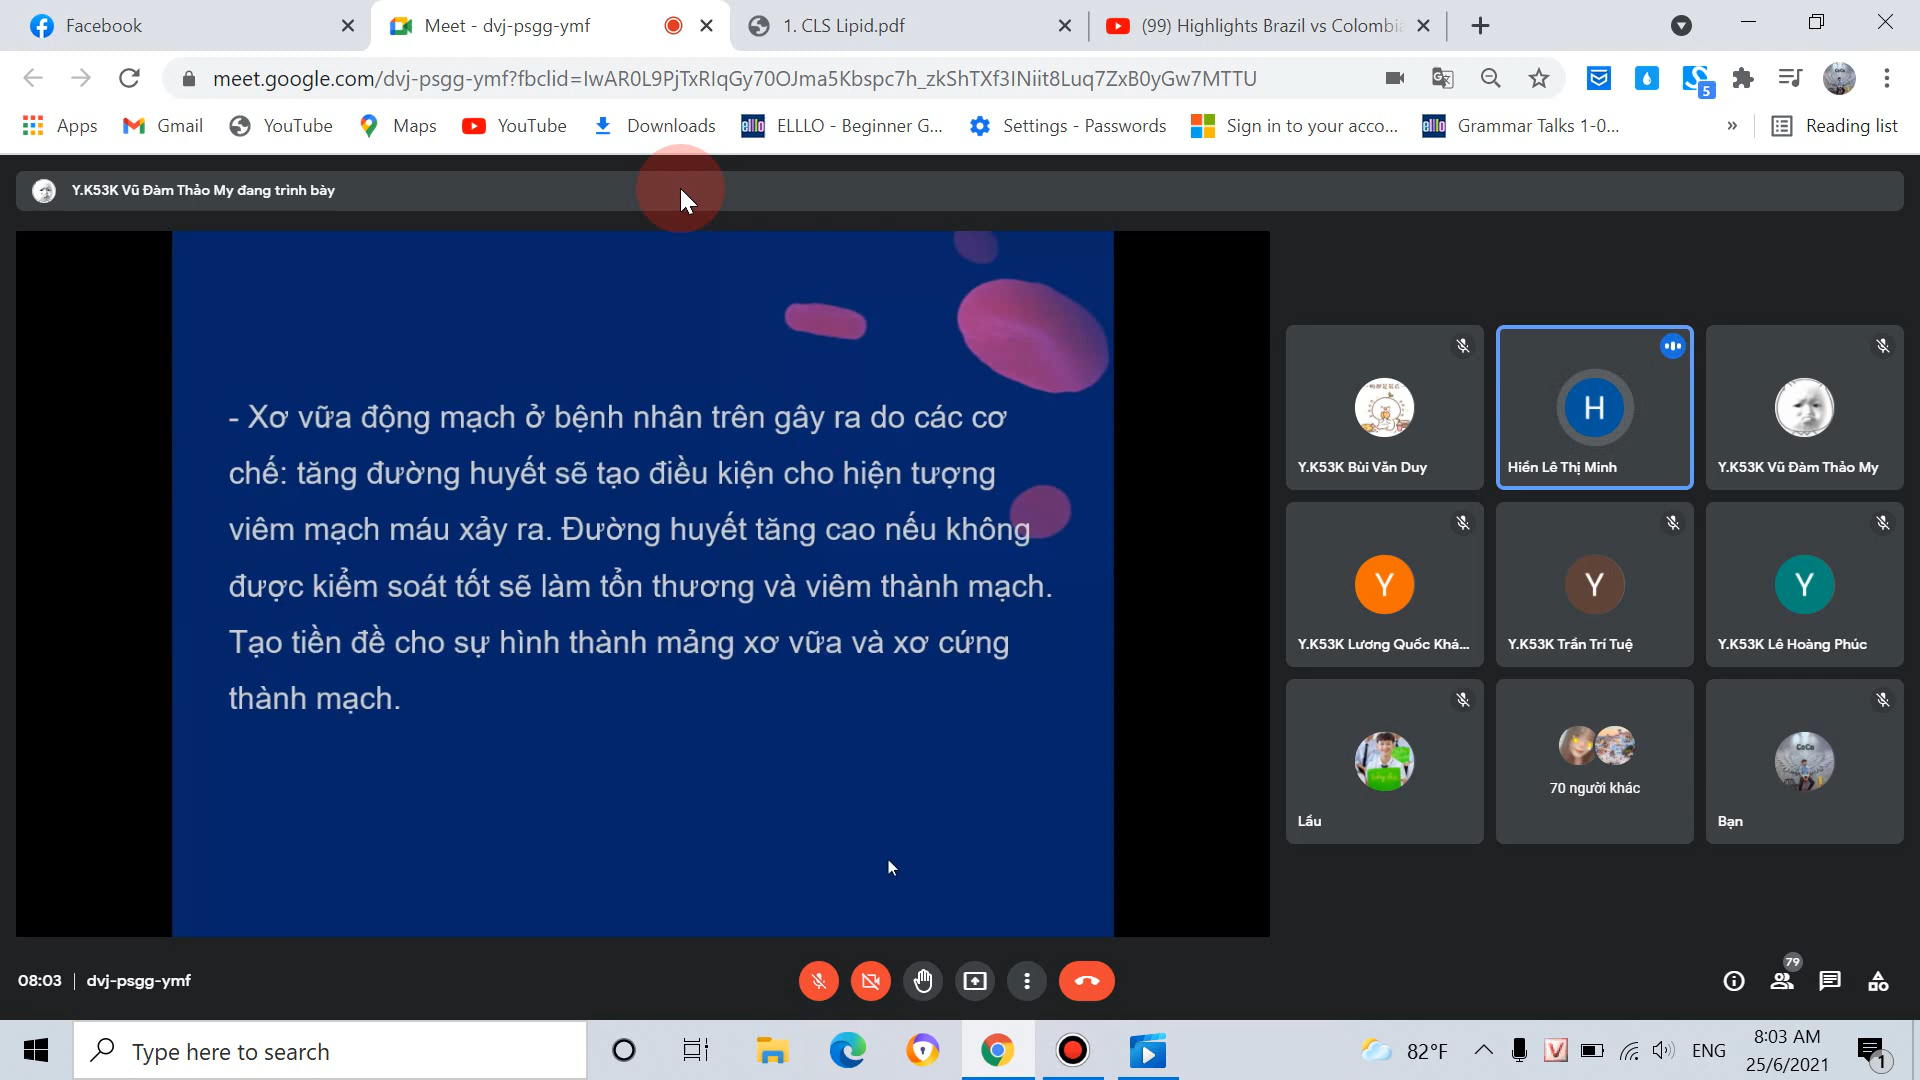 Facebook
Meet - dvj-psgg-ymf
1. CLS Lipid.pdf
(99) Highlights Brazil vs Colombia
meet.google.com/dvj-psgg-ymf?fbclid=IwAR0L9PjTxRIqGy70OJma5Kbspc7h_zkShTXf3INiit8Luq7ZxB0yGw7MTTU
5
Apps
Gmail
YouTube
Maps
YouTube
Downloads
ELLLO - Beginner G...
Settings - Passwords
Sign in to your acco...
Grammar Talks 1-0...
»
Reading list
Y.K53K Vũ Đàm Thảo My đang trình bày
- Xơ vữa động mạch ở bệnh nhân trên gây ra do các cơ
chế: tăng đường huyết sẽ tạo điều kiện cho hiện tượng
viêm mạch máu xảy ra. Đường huyết tăng cao nếu không
được kiểm soát tốt sẽ làm tổn thương và viêm thành mạch.
Tạo tiền đề cho sự hình thành mảng xơ vữa và xơ cứng
thành mạch.
Y.K53K Bùi Văn Duy
H
Hiền Lê Thị Minh
Y.K53K Vũ Đàm Thảo My
Y
Y.K53K Lương Quốc Khá...
Y
Y.K53K Trần Trí Tuệ
Y
Y.K53K Lê Hoàng Phúc
Lầu
70 người khác
CoCo
Bạn
08:03 | dvj-psgg-ymf
79
Type here to search
82°F
ENG
8:03 AM
25/6/2021
1